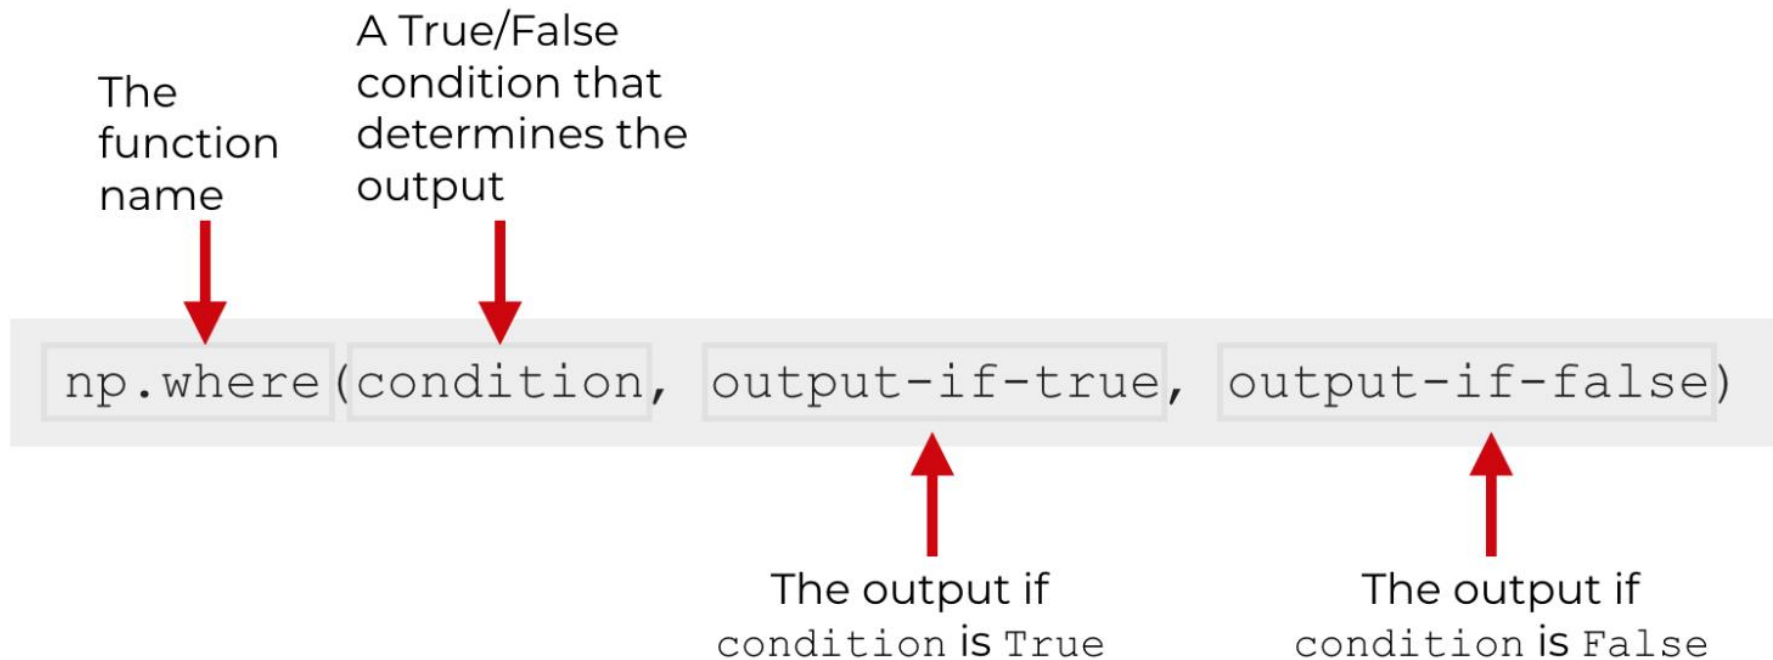 The
function
name
A True/False
condition that
determines the
output
np.where(condition, output-if-true, output-if-false)
The output if
condition is True
The output if
condition is False